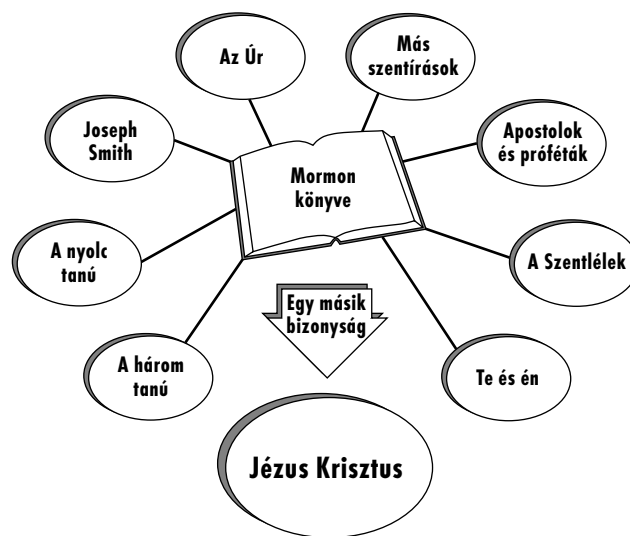 Az Úr
Más
szentírások
Joseph
Smith
Apostolok
és próféták
Mormon
könyve
A nyolc
tanú
A Szentlélek
Egy másik
bizonyság
A három
tanú
Te és én
Jézus Krisztus